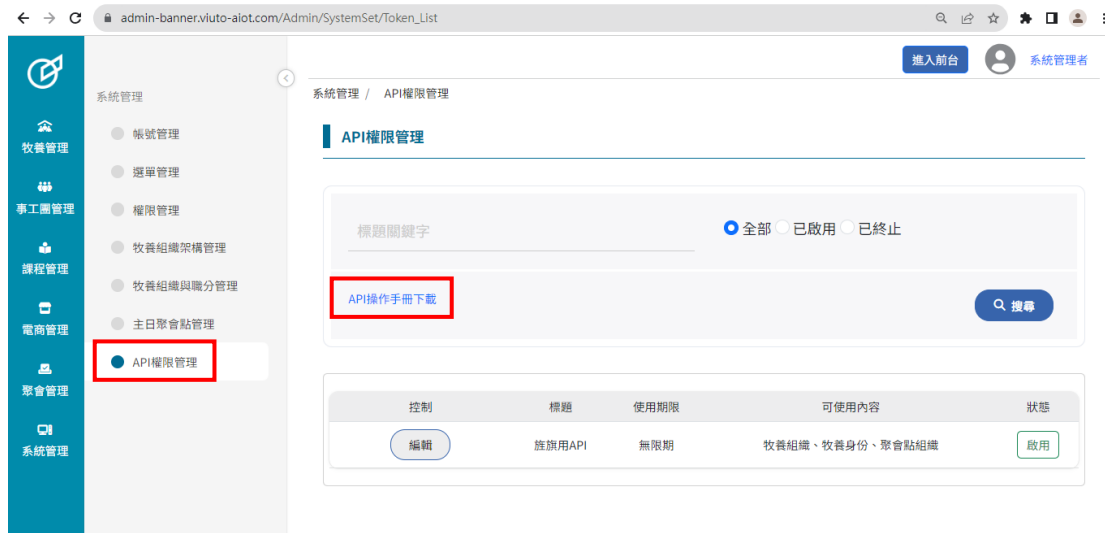 admin-banner.viuto-aiot.com/Admin/SystemSet/Token_List
進入前台
系統管理者
系統管理
系統管理 / API權限管理
牧養管理
事工團管理
課程管理
電商管理
聚會管理
系統管理
帳號管理
選單管理
權限管理
牧養組織架構管理
牧養組織與職分管理
主日聚會點管理
API權限管理
API權限管理
標題關鍵字
全部 已啟用 已終止
API操作手冊下載
搜尋
控制 標題 使用期限 可使用內容 狀態
編輯 旌旗用API 無限期 牧養組織、牧養身份、聚會點組織 啟用